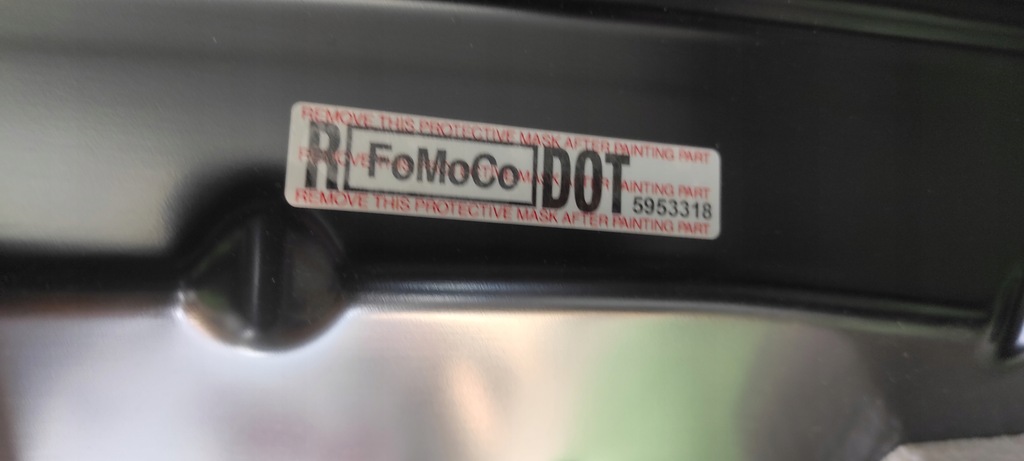 REMOVE THIS PROTECTIVE MASK AFTER PAINTING PART
R FoMoCo DOT
REMOVE THIS PROTECTIVE MASK AFTER PAINTING PART
5953318
REMOVE THIS PROTECTIVE MASK AFTER PAINTING PART